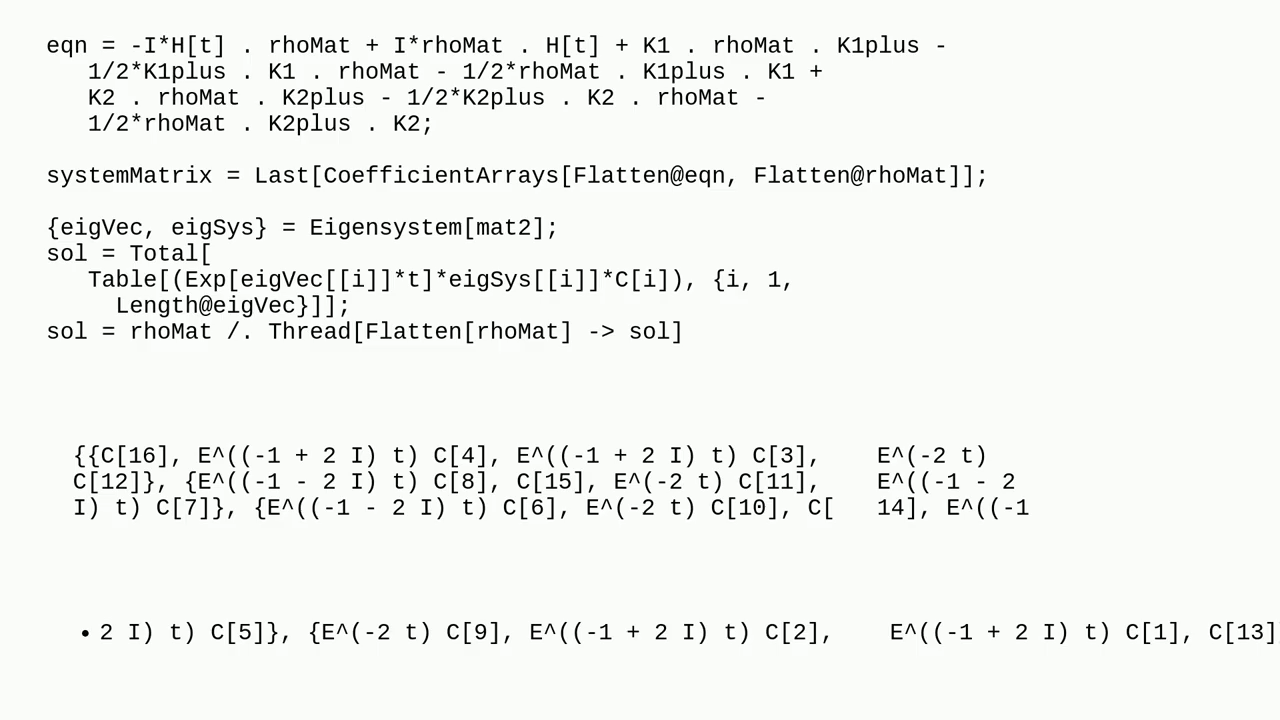 eqn = -I*H[t] . rhoMat + I*rhoMat . H[t] + K1 . rhoMat . K1plus -
1/2*K1plus . K1 . rhoMat - 1/2*rhoMat . K1plus . K1 +
K2 . rhoMat . K2plus - 1/2*K2plus . K2 . rhoMat -
1/2*rhoMat . K2plus . K2;
systemMatrix = Last[CoefficientArrays[Flatten@eqn, Flatten@rhoMat]];
{eigVec, eigSys} = Eigensystem[mat2];
sol = Total[
Table[(Exp[eigVec[[i]]*t]*eigSys[[i]]*C[i]), {i, 1,
Length@eigVec}]];
sol = rhoMat /. Thread[Flatten[rhoMat] -> sol]
{{C[16], E^((-1 + 2 I) t) C[4], E^((-1 + 2 I) t) C[3],    E^(-2 t)
C[12]}, {E^((-1 - 2 I) t) C[8], C[15], E^(-2 t) C[11],    E^((-1 - 2
I) t) C[7]}, {E^((-1 - 2 I) t) C[6], E^(-2 t) C[10], C[   14], E^((-1
• 2 I) t) C[5]}, {E^(-2 t) C[9], E^((-1 + 2 I) t) C[2],    E^((-1 + 2 I) t) C[1], C[13]